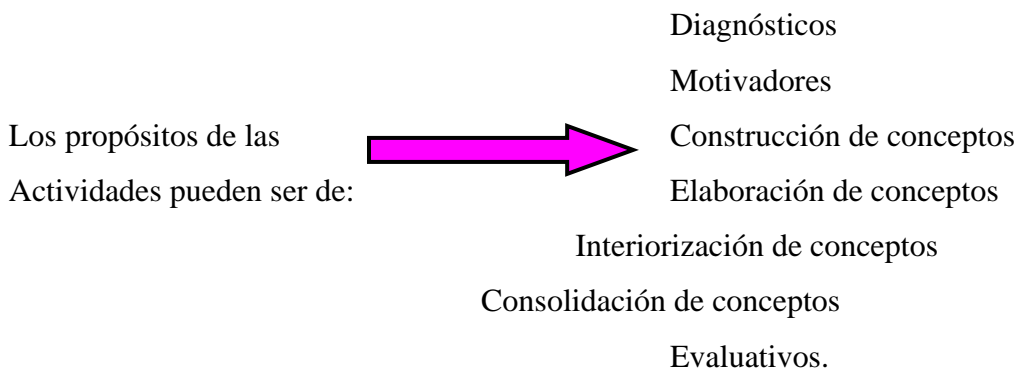 Diagnósticos
Motivadores
Los propósitos de las
Construcción de conceptos
Actividades pueden ser de:
Elaboración de conceptos
Interiorización de conceptos
Consolidación de conceptos
Evaluativos.